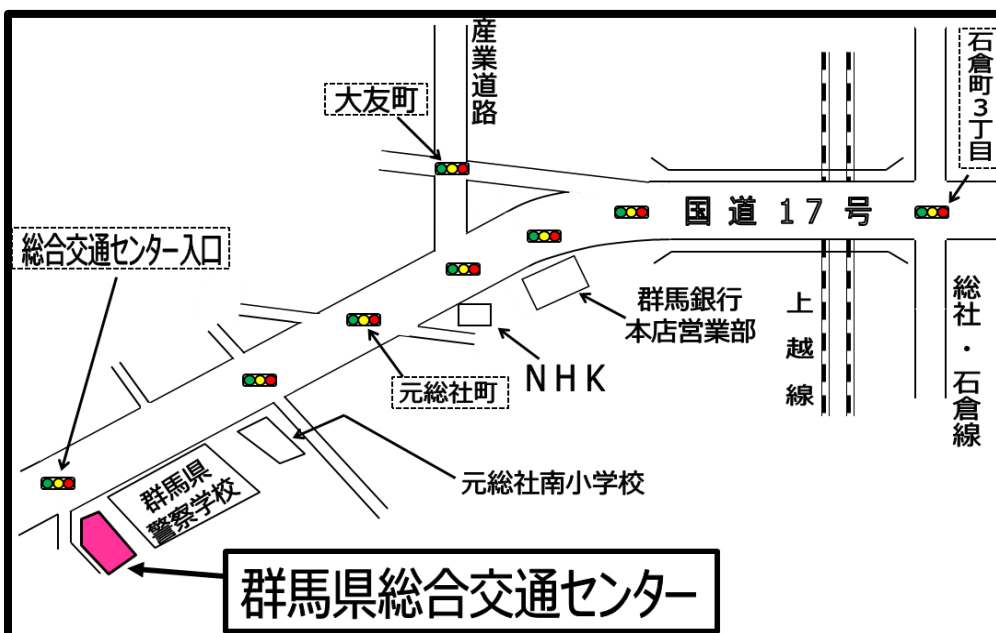 産業道路
石倉町3丁目
大友町
国道17号
総合交通センター入口
群馬銀行
本店営業部
上越線
総社・石倉線
NHK
元総社町
元総社南小学校
群馬県
警察学校
群馬県総合交通センター